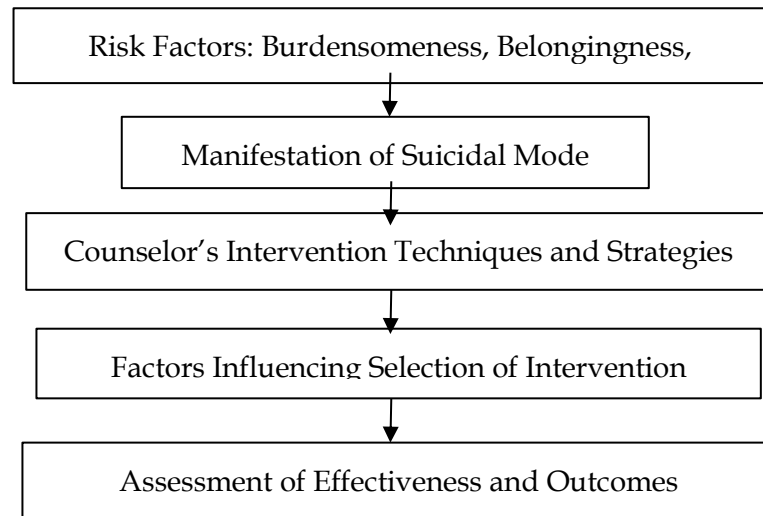 Risk Factors: Burdensomeness, Belongingness,
Manifestation of Suicidal Mode
Counselor’s Intervention Techniques and Strategies
Factors Influencing Selection of Intervention
Assessment of Effectiveness and Outcomes